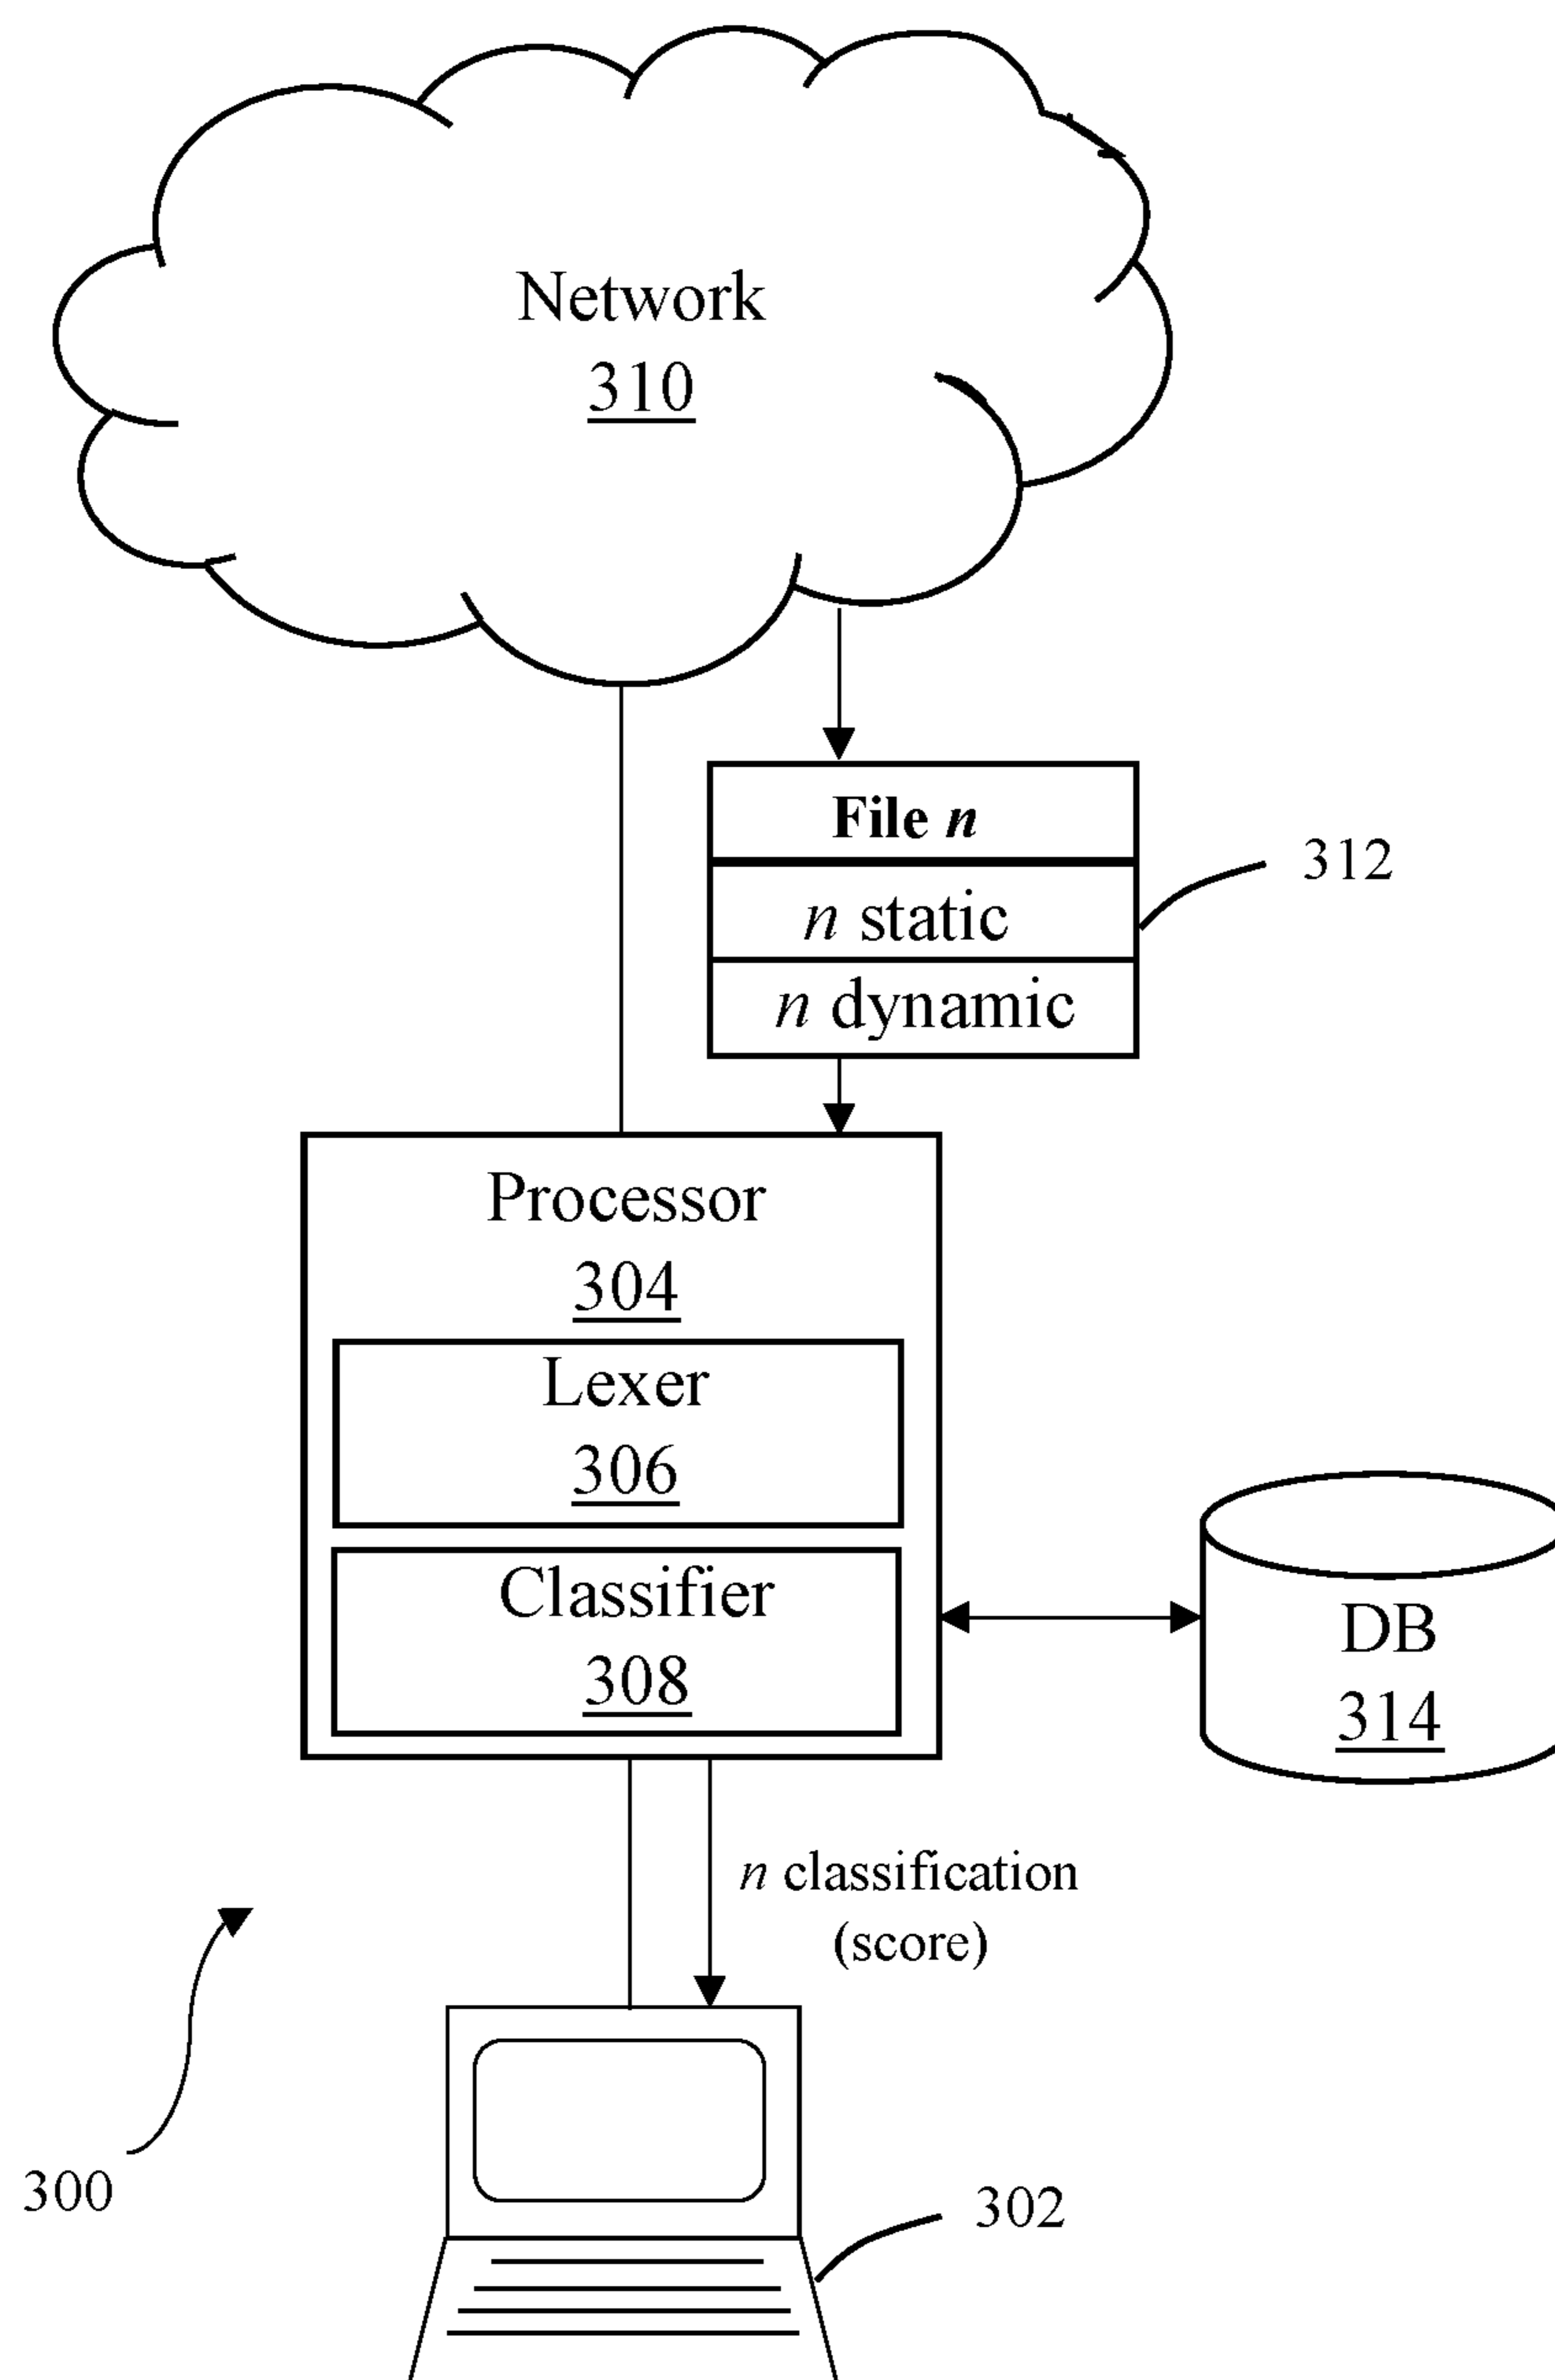 Network
310
File n
n static
n dynamic
312
Processor
304
Lexer
306
Classifier
308
DB
314
n classification
(score)
300
302